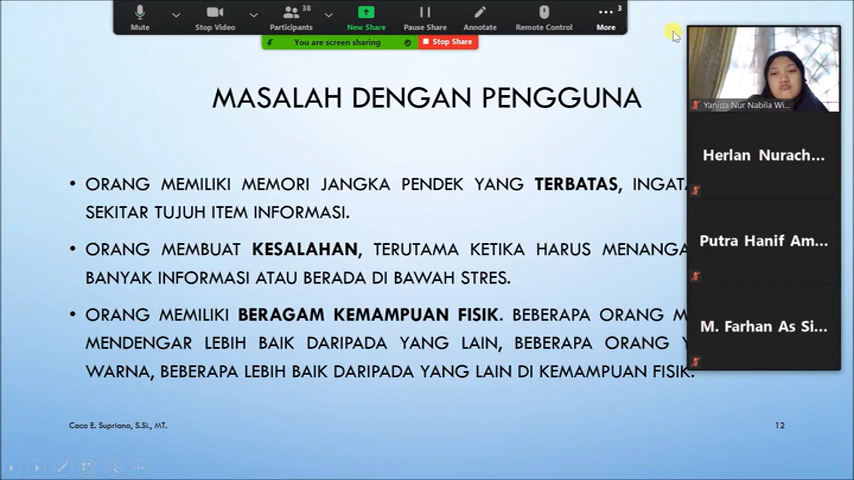 38
3
Mute
Stop Video
Participants
New Share
Pause Share
Annotate
Remote Control
More
You are screen sharing
Stop Share
MASALAH DENGAN PENGGUNA
• ORANG MEMILIKI MEMORI JANGKA PENDEK YANG TERBATAS,
SEKITAR TUJUH ITEM INFORMASI.
• ORANG MEMBUAT KESALAHAN, TERUTAMA KETIKA HARUS
BANYAK INFORMASI ATAU BERADA DI BAWAH STRES.
• ORANG MEMILIKI BERAGAM KEMAMPUAN FISIK. BEBERAPA ORANG
MENDENGAR LEBIH BAIK DARIPADA YANG LAIN, BEBERAPA ORANG
WARNA, BEBERAPA LEBIH BAIK DARIPADA YANG LAIN DI KEMAMPUAN FISIK.
Caca E. Supriana, S.Si., MT.
12
Yanida Nur Nabila Wi...
Herlan Nurach...
Putra Hanif Am...
M. Farhan As Si...